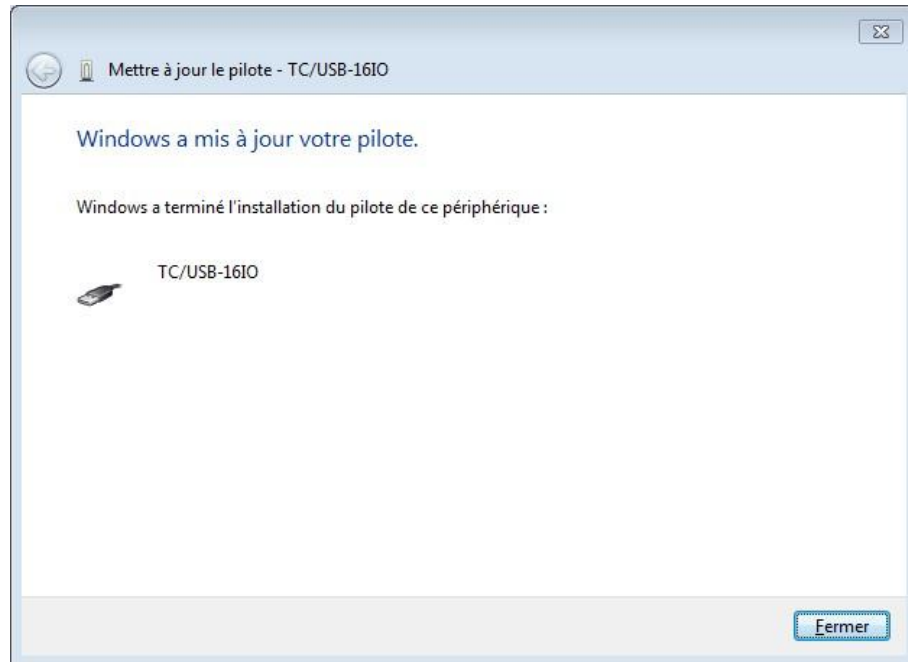 Mettre à jour le pilote - TC/USB-16IO
Windows a mis à jour votre pilote.
Windows a terminé l'installation du pilote de ce périphérique :
TC/USB-16IO
Fermer